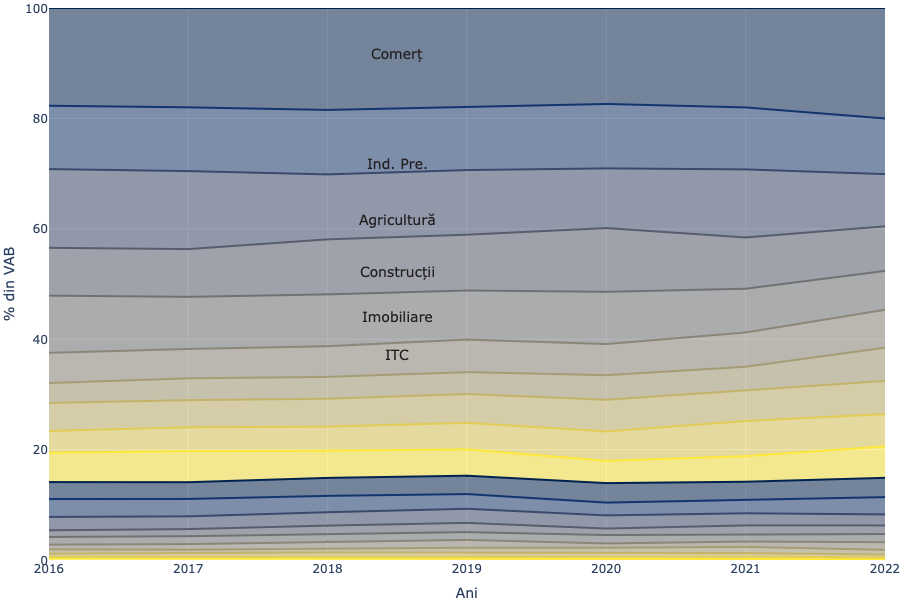 100
Comerț
80
Ind. Pre.
Agricultură
60
Construcții
Imobiliare
40
ITC
20
0
% din VAB
2016 2017 2018 2019 2020 2021 2022
Ani